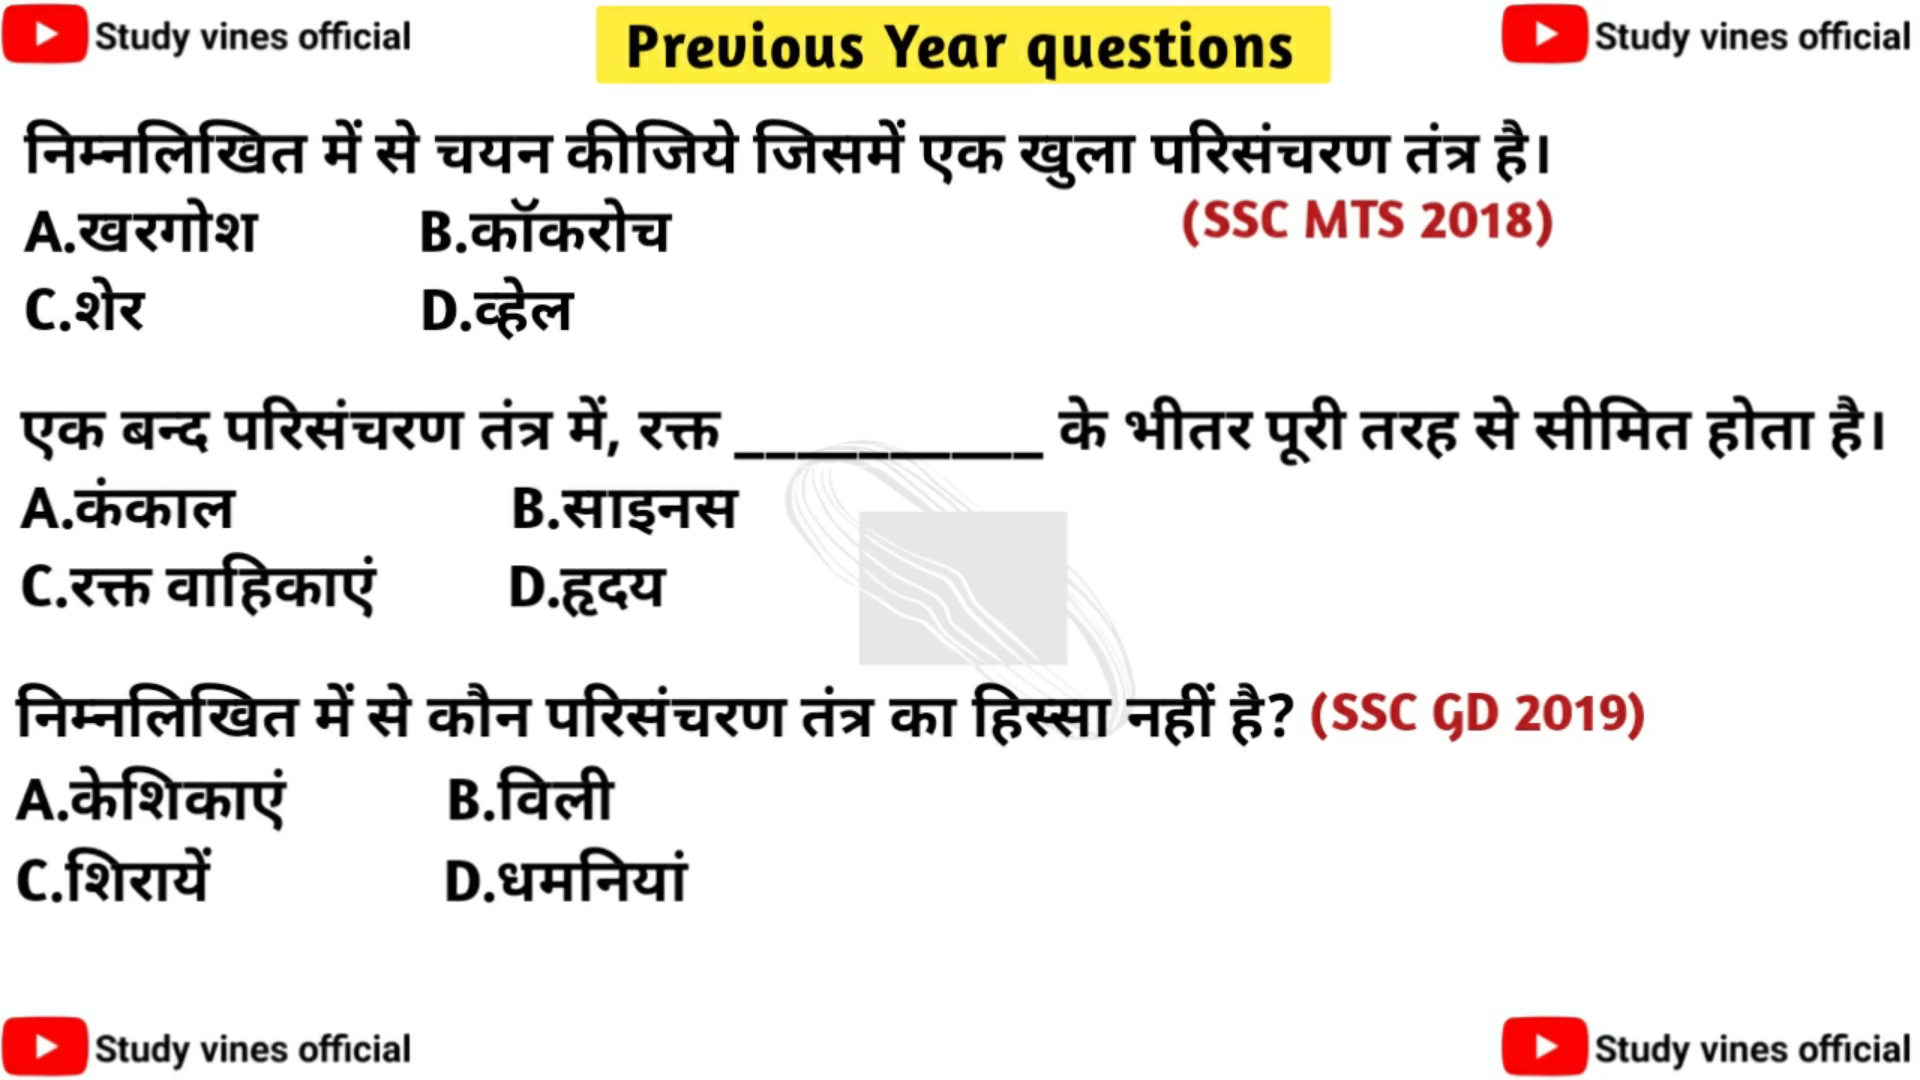 Study vines official
Previous Year questions
Study vines official
निम्नलिखित में से चयन कीजिये जिसमें एक खुला परिसंचरण तंत्र है।
A.खरगोश B.कॉकरोच (SSC MTS 2018)
C.शेर D.व्हेल
एक बन्द परिसंचरण तंत्र में, रक्त __________ के भीतर पूरी तरह से सीमित होता है।
A.कंकाल B.साइनस
C.रक्त वाहिकाएं D.हृदय
निम्नलिखित में से कौन परिसंचरण तंत्र का हिस्सा नहीं है? (SSC GD 2019)
A.केशिकाएं B.विली
C.शिरायें D.धमनियां
Study vines official
Study vines official